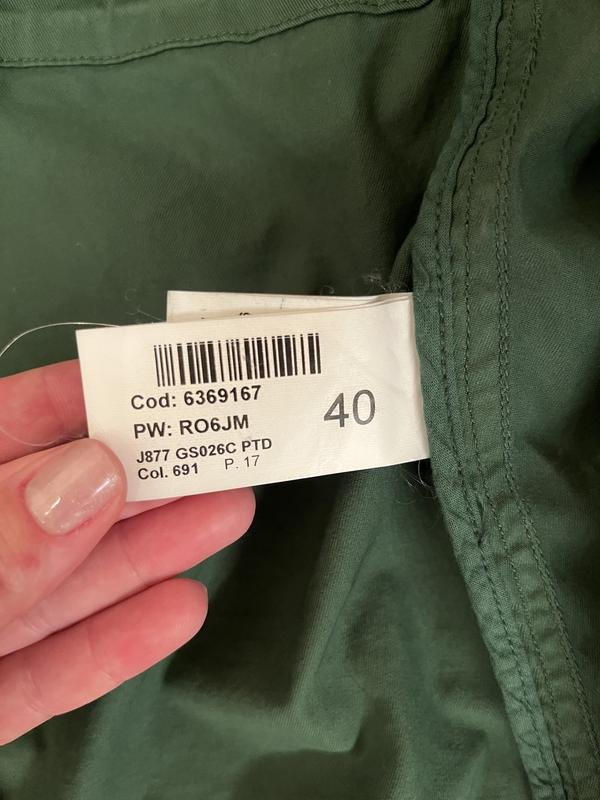 Cod: 6369167
PW: RO6JM
40
J877 GS026C PTD
Col. 691 P. 17